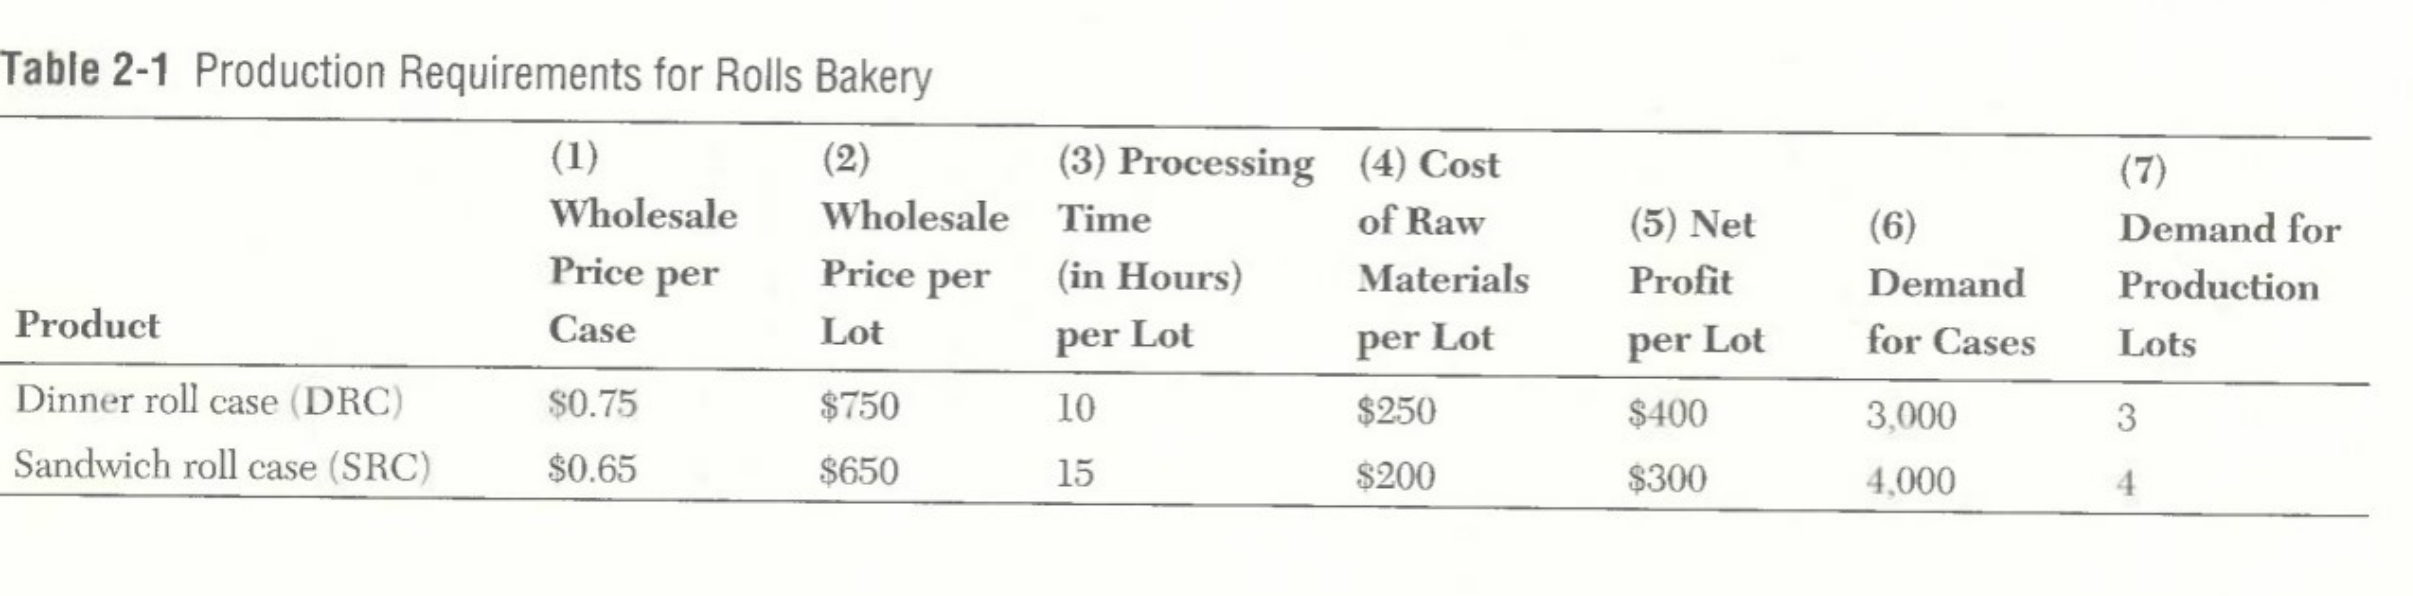 Table 2-1 Production Requirements for Rolls Bakery
(1) (2) (3) Processing (4) Cost (7)
Wholesale Wholesale Time of Raw (5) Net (6) Demand for
Price per Price per (in Hours) Materials Profit Demand Production
Product Case Lot per Lot per Lot per Lot for Cases Lots
Dinner roll case (DRC) $0.75 $750 10 $250 $400 3,000 3
Sandwich roll case (SRC) $0.65 $650 15 $200 $300 4,000 4